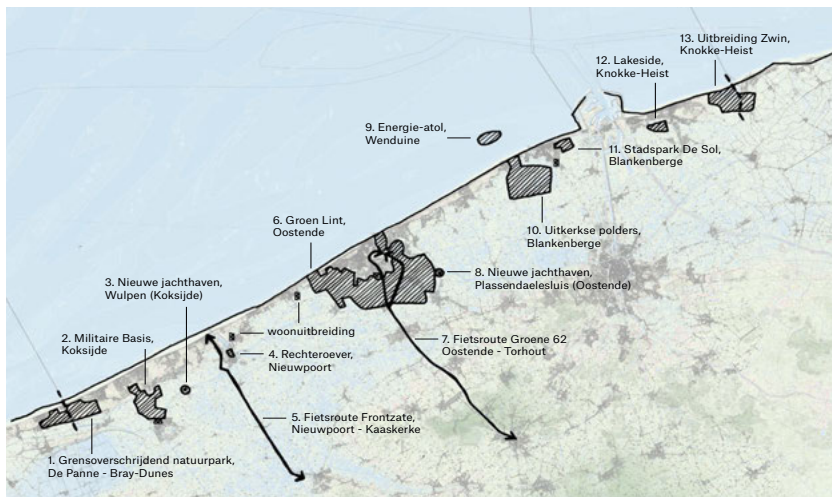 13. Uitbreiding Zwin,
Knokke-Heist
12. Lakeside,
Knokke-Heist
9. Energie-atol,
Wenduine
11. Stadspark De Sol,
Blankenberge
10. Uitkerkse polders,
Blankenberge
6. Groen Lint,
Oostende
8. Nieuwe jachthaven,
Plassendaelesluis (Oostende)
3. Nieuwe jachthaven,
Wulpen (Koksijde)
woonuitbreiding
2. Militaire Basis,
Koksijde
7. Fietsroute Groene 62
Oostende - Torhout
4. Rechteroever,
Nieuwpoort
5. Fietsroute Frontzate,
Nieuwpoort - Kaaskerke
1. Grensoverschrijdend natuurpark,
De Panne - Bray-Dunes